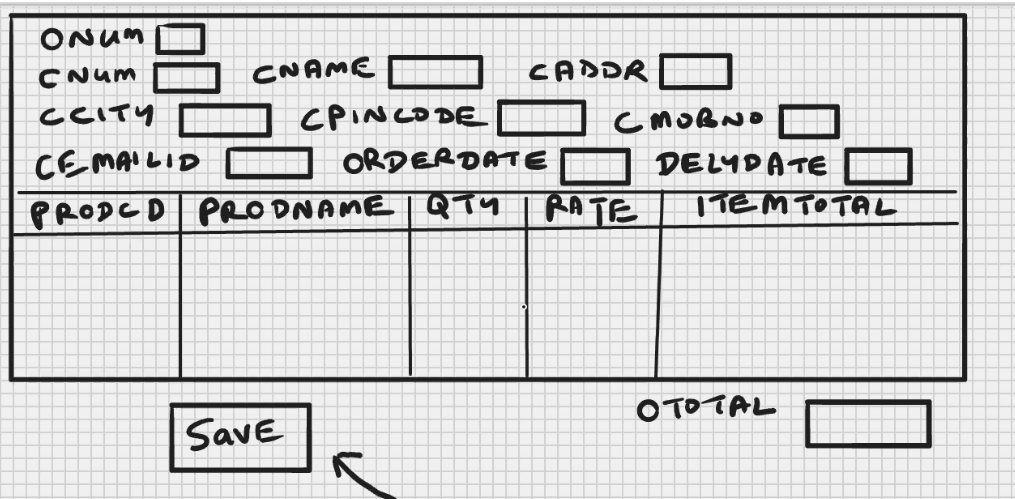 ONUM
CNUM CNAME CADDR
CCITY CPINCODE CMOBNO
CEMAILID ORDERDATE DELYDATE
PRODCD PRODNAME QTY RATE ITEMTOTAL
OTOTAL
SAVE